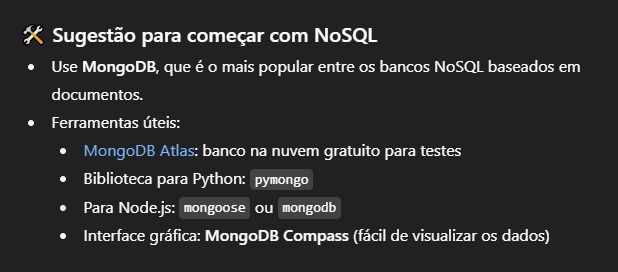 🛠️ Sugestão para começar com NoSQL
• Use MongoDB, que é o mais popular entre os bancos NoSQL baseados em
documentos.
• Ferramentas úteis:
• MongoDB Atlas: banco na nuvem gratuito para testes
• Biblioteca para Python: pymongo
• Para Node.js: mongoose ou mongodb
• Interface gráfica: MongoDB Compass (fácil de visualizar os dados)